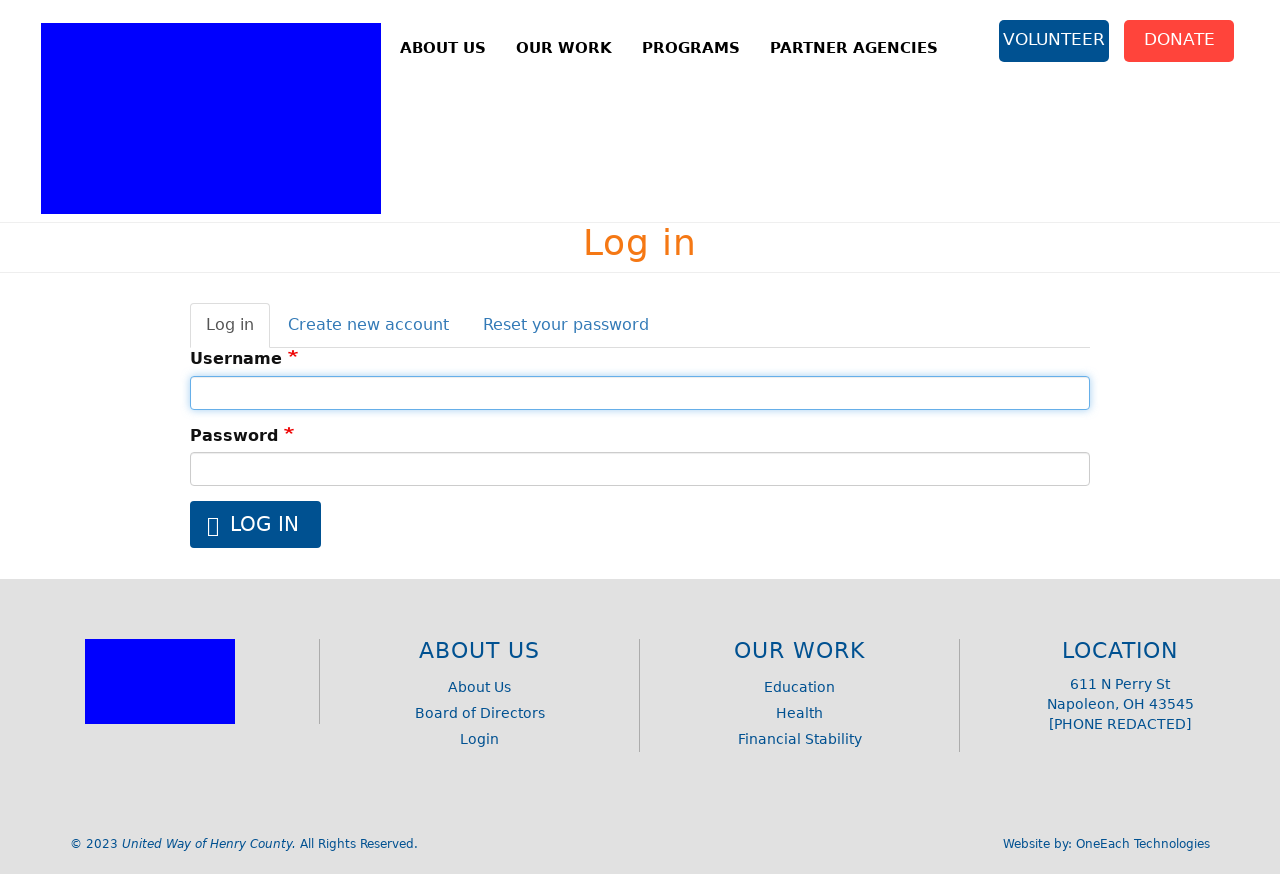 ABOUT US
OUR WORK
PROGRAMS
PARTNER AGENCIES
VOLUNTEER
DONATE
Log in
Log in
Create new account
Reset your password
Username *
Password *
LOG IN
ABOUT US
About Us
Board of Directors
Login
OUR WORK
Education
Health
Financial Stability
LOCATION
611 N Perry St
Napoleon, OH 43545
[PHONE REDACTED]
© 2023 United Way of Henry County. All Rights Reserved.
Website by: OneEach Technologies